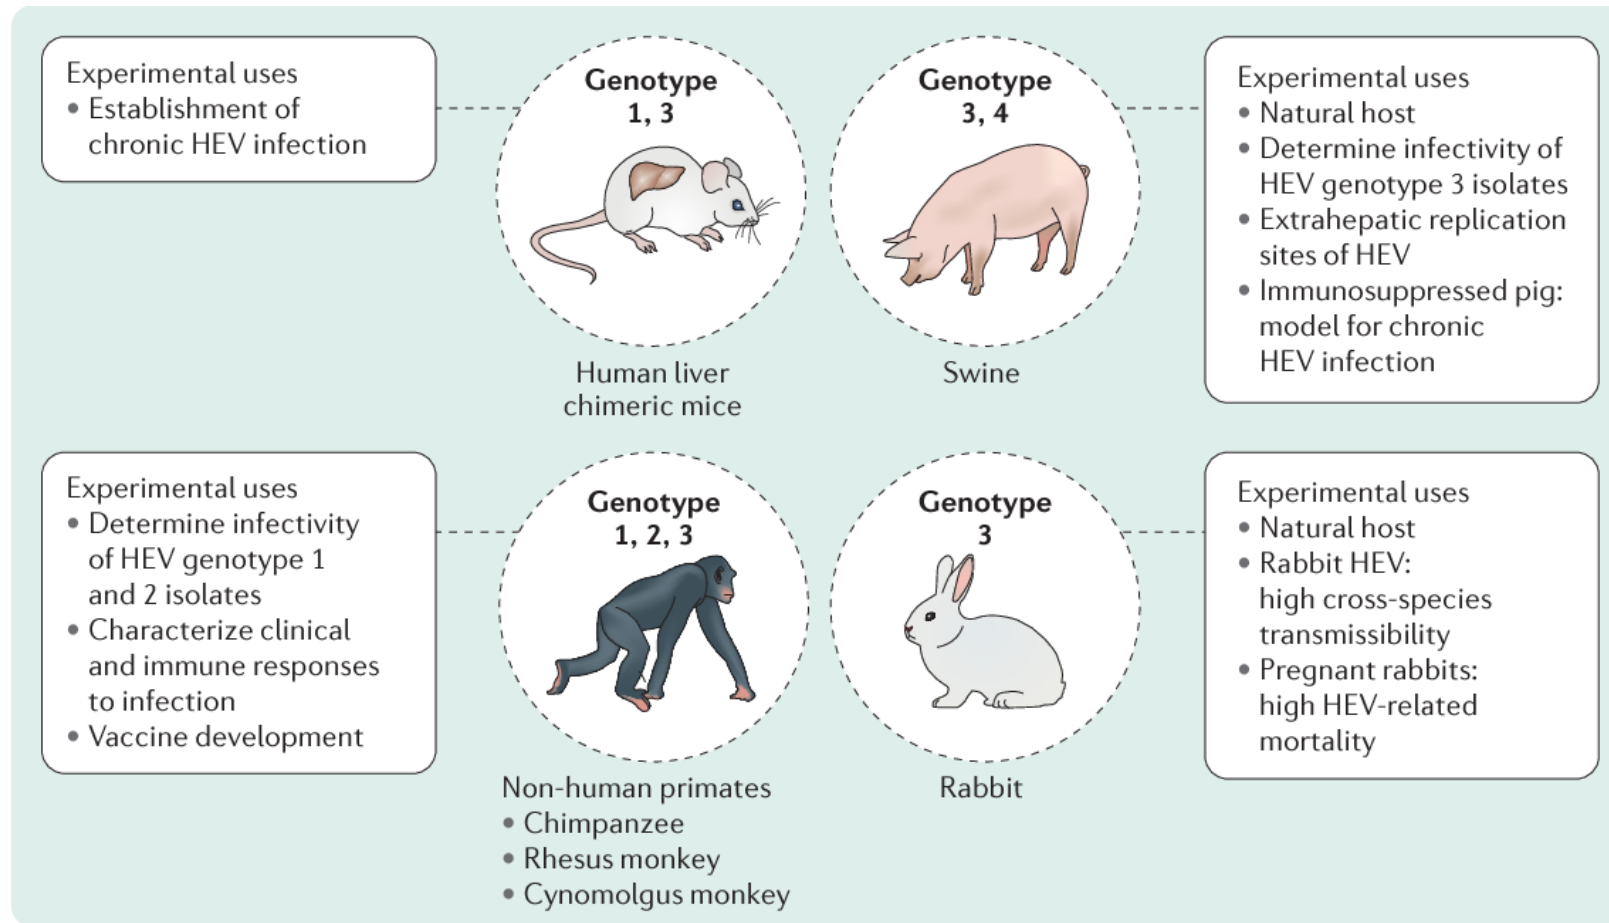 Experimental uses
• Establishment of
chronic HEV infection
Genotype
1, 3
Human liver
chimeric mice
Genotype
3, 4
Swine
Experimental uses
• Natural host
• Determine infectivity of
HEV genotype 3 isolates
• Extrahepatic replication
sites of HEV
• Immunosuppressed pig:
model for chronic
HEV infection
Experimental uses
• Determine infectivity
of HEV genotype 1
and 2 isolates
• Characterize clinical
and immune responses
to infection
• Vaccine development
Genotype
1, 2, 3
Non-human primates
• Chimpanzee
• Rhesus monkey
• Cynomolgus monkey
Genotype
3
Rabbit
Experimental uses
• Natural host
• Rabbit HEV:
high cross-species
transmissibility
• Pregnant rabbits:
high HEV-related
mortality